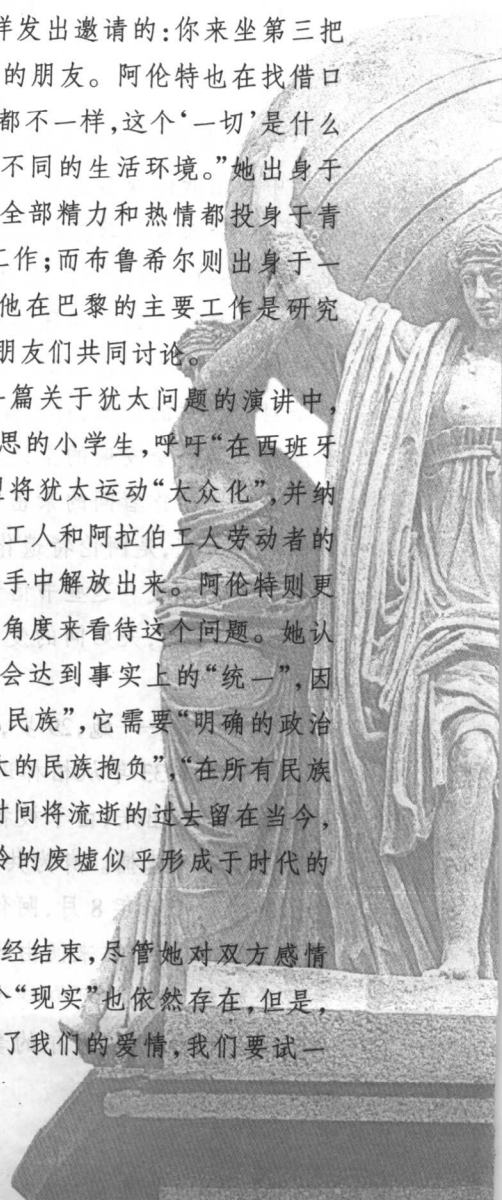 样发出邀请的：你来坐第三把
的朋友。阿伦特也在找借口
都不一样，这个‘一切’是什么
不同的生活环境。”她出身于
全部精力和热情都投身于青
工作；而布鲁希尔则出身于一
他在巴黎的主要工作是研究
朋友们共同讨论。
篇关于犹太问题的演讲中，
思的小学生，呼吁“在西班牙
将犹太运动“大众化”，并纳
工人和阿拉伯工人劳动者的
手中解放出来。阿伦特则更
角度来看待这个问题。她认
会达到事实上的“统一”，因
民族”，它需要“明确的政治
大的民族抱负”，“在所有民族
时间将流逝的过去留在当今，
冷的废墟似乎形成于时代的
经结束，尽管她对双方感情
个“现实”也依然存在，但是，
了我们的爱情，我们要试一